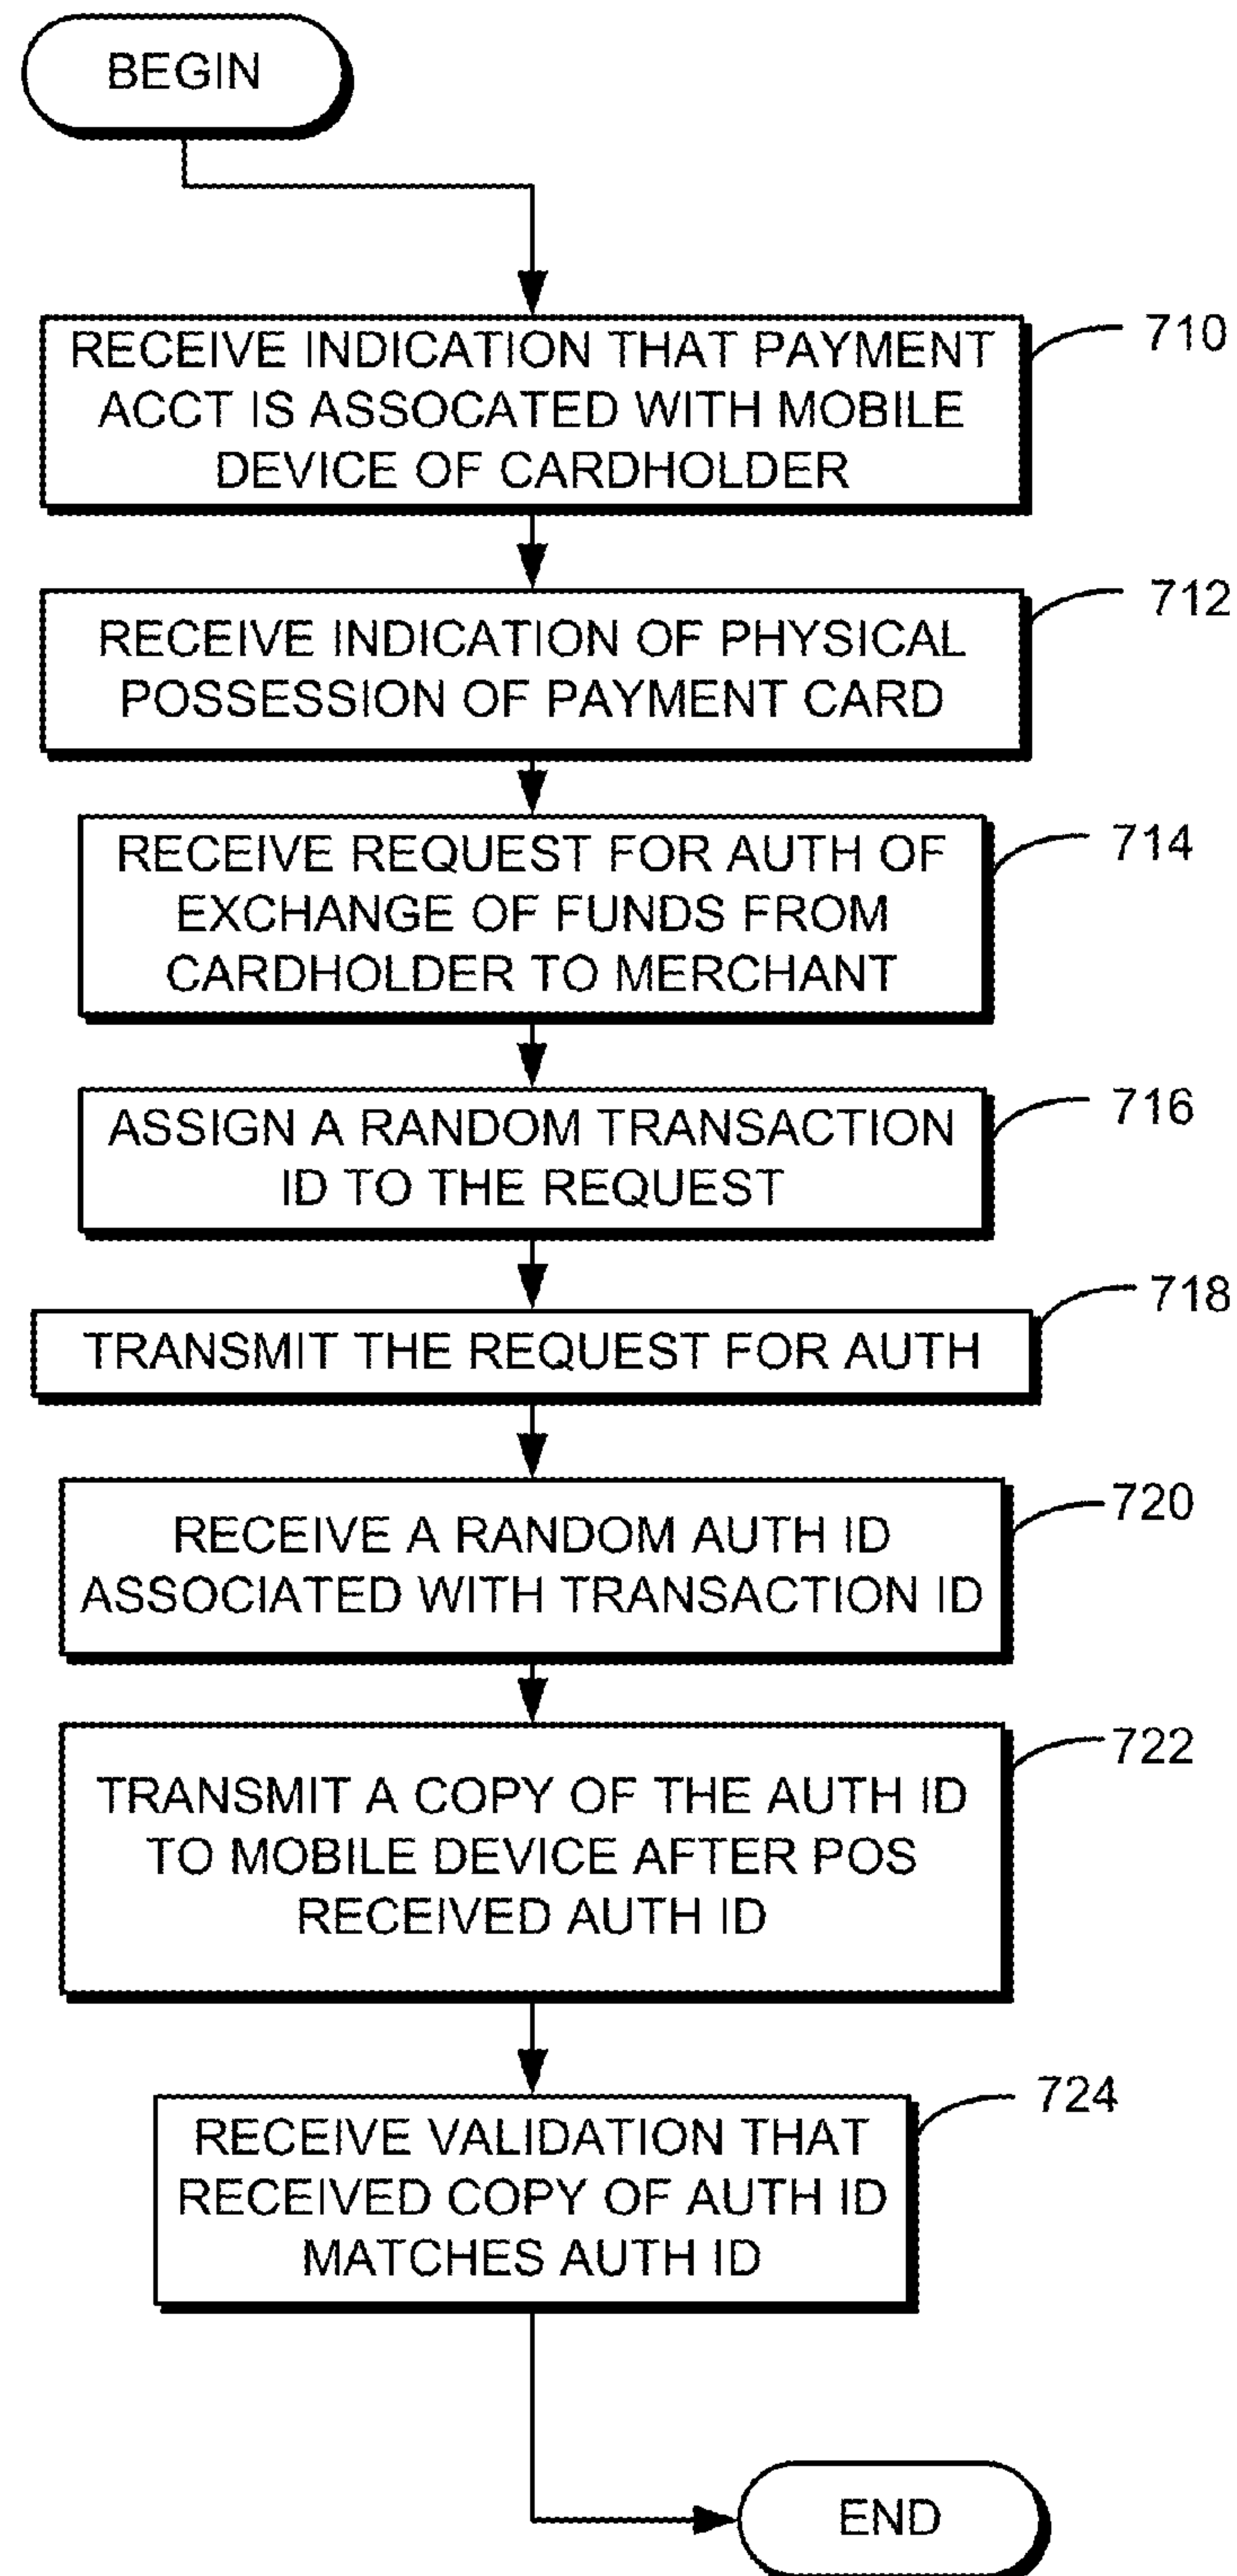 BEGIN
RECEIVE INDICATION THAT PAYMENT
ACCT IS ASSOCATED WITH MOBILE
DEVICE OF CARDHOLDER
710
RECEIVE INDICATION OF PHYSICAL
POSSESSION OF PAYMENT CARD
712
RECEIVE REQUEST FOR AUTH OF
EXCHANGE OF FUNDS FROM
CARDHOLDER TO MERCHANT
714
ASSIGN A RANDOM TRANSACTION
ID TO THE REQUEST
716
TRANSMIT THE REQUEST FOR AUTH
718
RECEIVE A RANDOM AUTH ID
ASSOCIATED WITH TRANSACTION ID
720
TRANSMIT A COPY OF THE AUTH ID
TO MOBILE DEVICE AFTER POS
RECEIVED AUTH ID
722
RECEIVE VALIDATION THAT
RECEIVED COPY OF AUTH ID
MATCHES AUTH ID
724
END